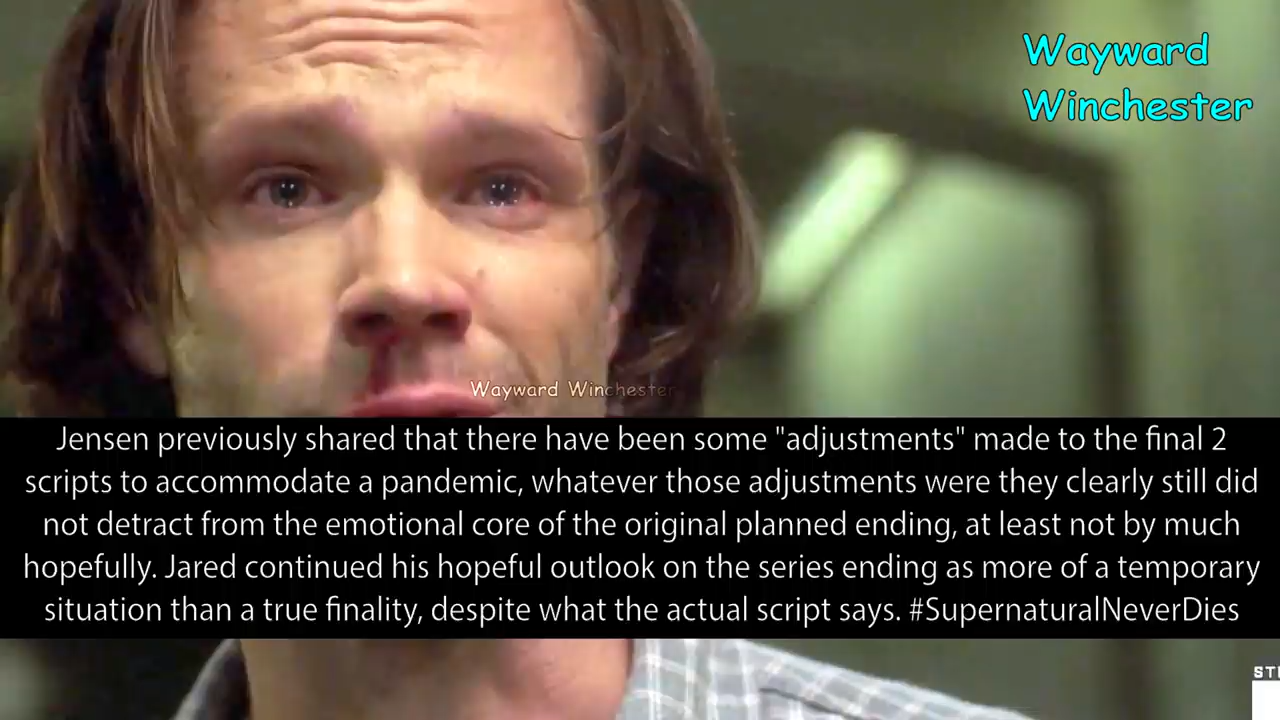 Wayward
Winchester
Wayward Winchester
Jensen previously shared that there have been some "adjustments" made to the final 2
scripts to accommodate a pandemic, whatever those adjustments were they clearly still did
not detract from the emotional core of the original planned ending, at least not by much
hopefully. Jared continued his hopeful outlook on the series ending as more of a temporary
situation than a true finality, despite what the actual script says. #SupernaturalNeverDies